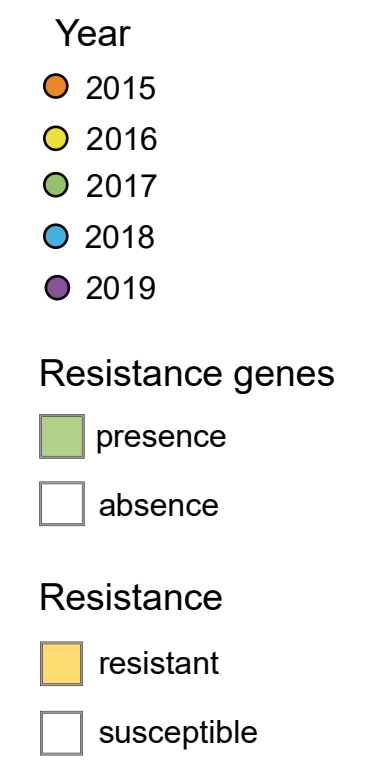 Year
2015
2016
2017
2018
2019
Resistance genes
presence
absence
Resistance
resistant
susceptible